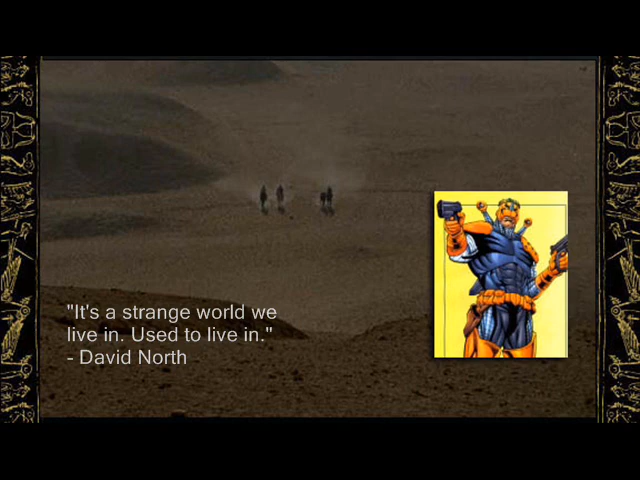 "It's a strange world we
live in. Used to live in."
- David North